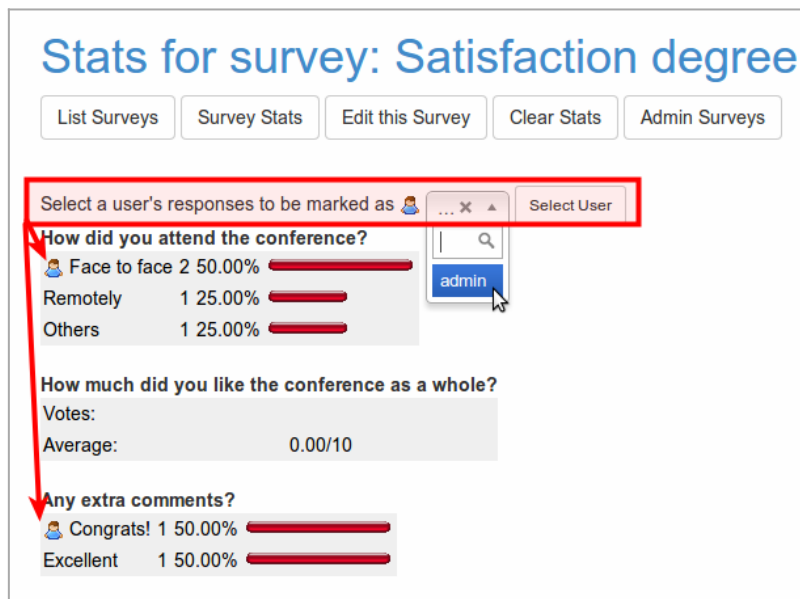 Stats for survey: Satisfaction degree
List Surveys Survey Stats Edit this Survey Clear Stats Admin Surveys
Select a user's responses to be marked as ... Select User
How did you attend the conference?
Face to face 2 50.00%
admin
Remotely 1 25.00%
Others 1 25.00%
How much did you like the conference as a whole?
Votes:
Average: 0.00/10
Any extra comments?
Congrats! 1 50.00%
Excellent 1 50.00%